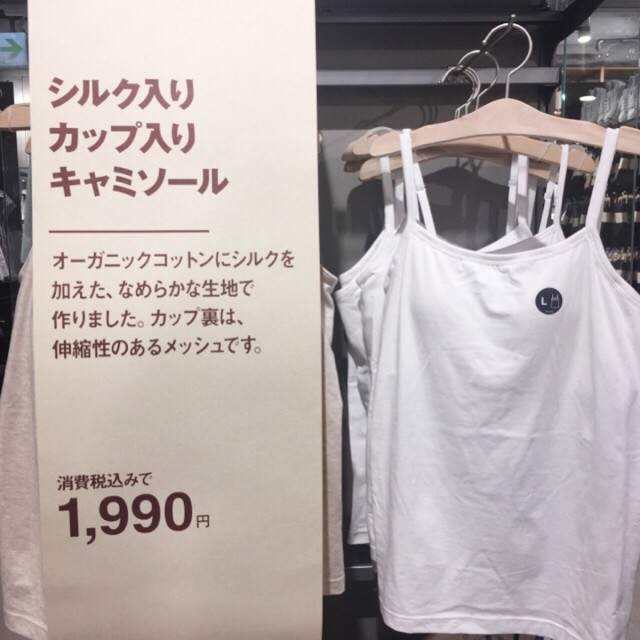 シルク入り
カップ入り
キャミソール
オーガニックコットンにシルクを
加えた、なめらかな生地で
作りました。カップ裏は、
伸縮性のあるメッシュです。
消費税込みで
1,990円
L